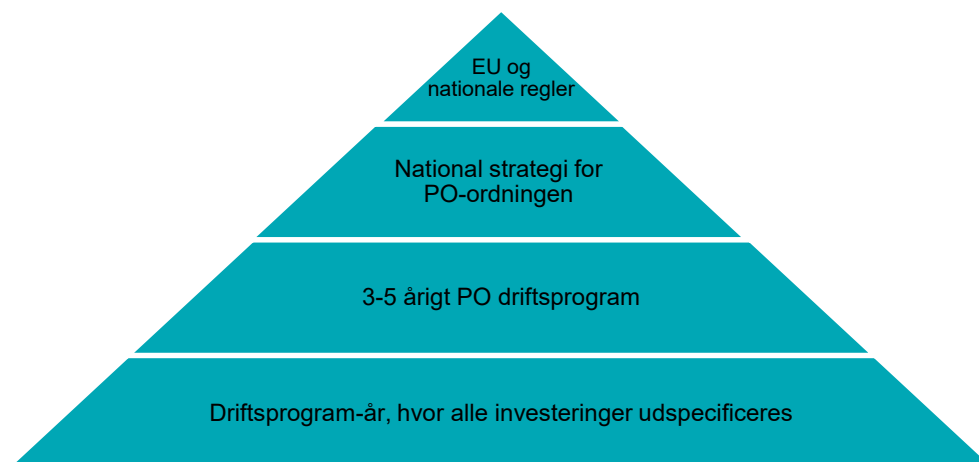 EU og
nationale regler
National strategi for
PO-ordningen
3-5 årigt PO driftsprogram
Driftsprogram-år, hvor alle investeringer udspecificeres